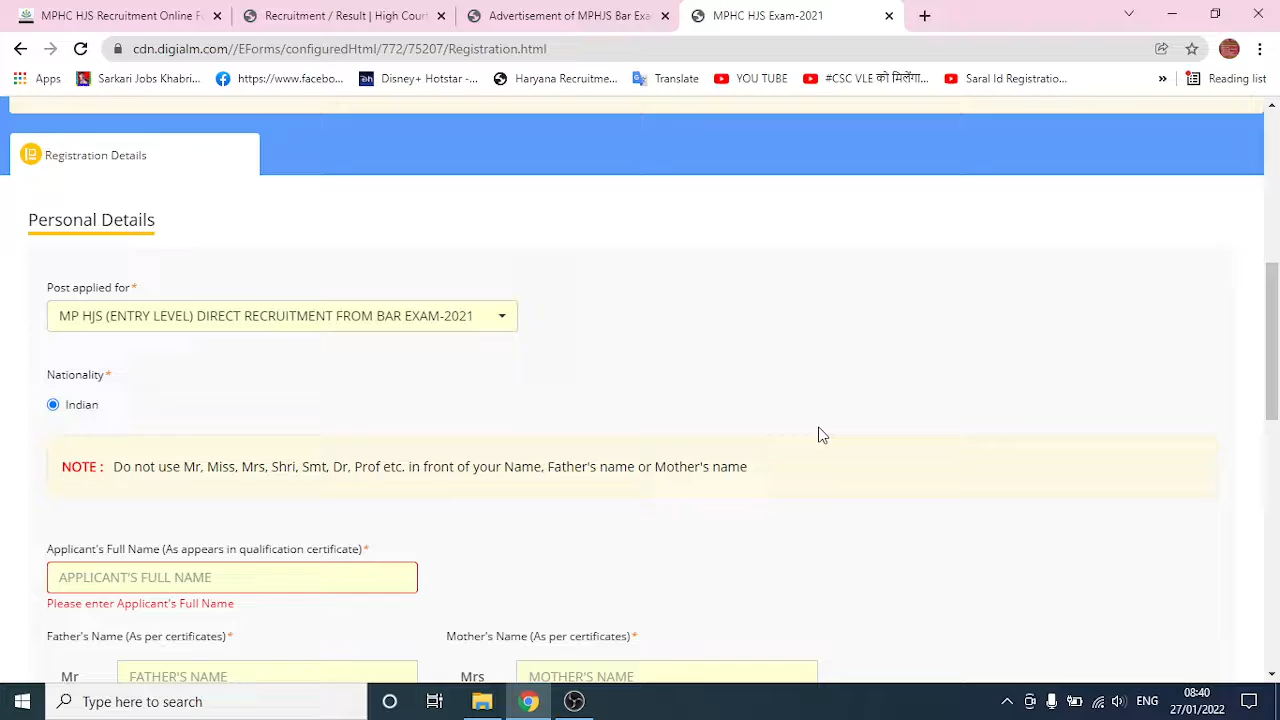 MPHC HJS Recruitment Online F
Recruitment / Result | High Cour
Advertisement of MPHJS Bar Exa
MPHC HJS Exam-2021
cdn.digialm.com//EForms/configuredHtml/772/75207/Registration.html
Apps
Sarkari Jobs Khabri...
https://www.facebo...
Disney+ Hotstar -...
Haryana Recruitme...
Translate
YOU TUBE
#CSC VLE को मिलेंगा...
Saral Id Registratio...
»
Reading list
Registration Details
Personal Details
Post applied for*
MP HJS (ENTRY LEVEL) DIRECT RECRUITMENT FROM BAR EXAM-2021
Nationality*
Indian
NOTE : Do not use Mr, Miss, Mrs, Shri, Smt, Dr, Prof etc. in front of your Name, Father's name or Mother's name
Applicant's Full Name (As appears in qualification certificate)*
APPLICANT'S FULL NAME
Please enter Applicant's Full Name
Father's Name (As per certificates)*
Mother's Name (As per certificates)*
Mr
FATHER'S NAME
Mrs
MOTHER'S NAME
Type here to search
ENG
08:40
27/01/2022